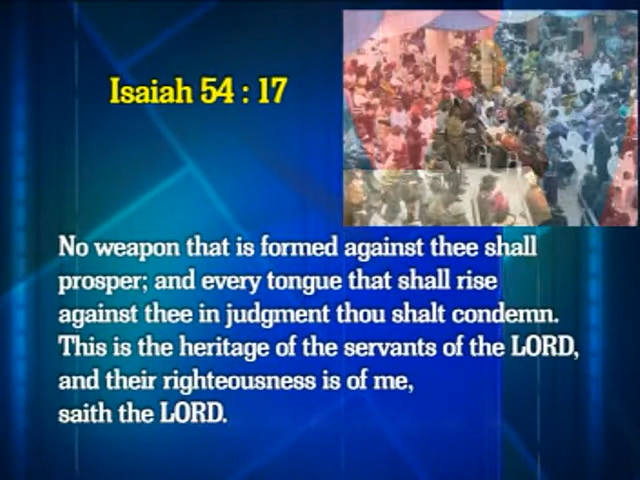 Isaiah 54 : 17
No weapon that is formed against thee shall
prosper; and every tongue that shall rise
against thee in judgment thou shalt condemn.
This is the heritage of the servants of the LORD,
and their righteousness is of me,
saith the LORD.